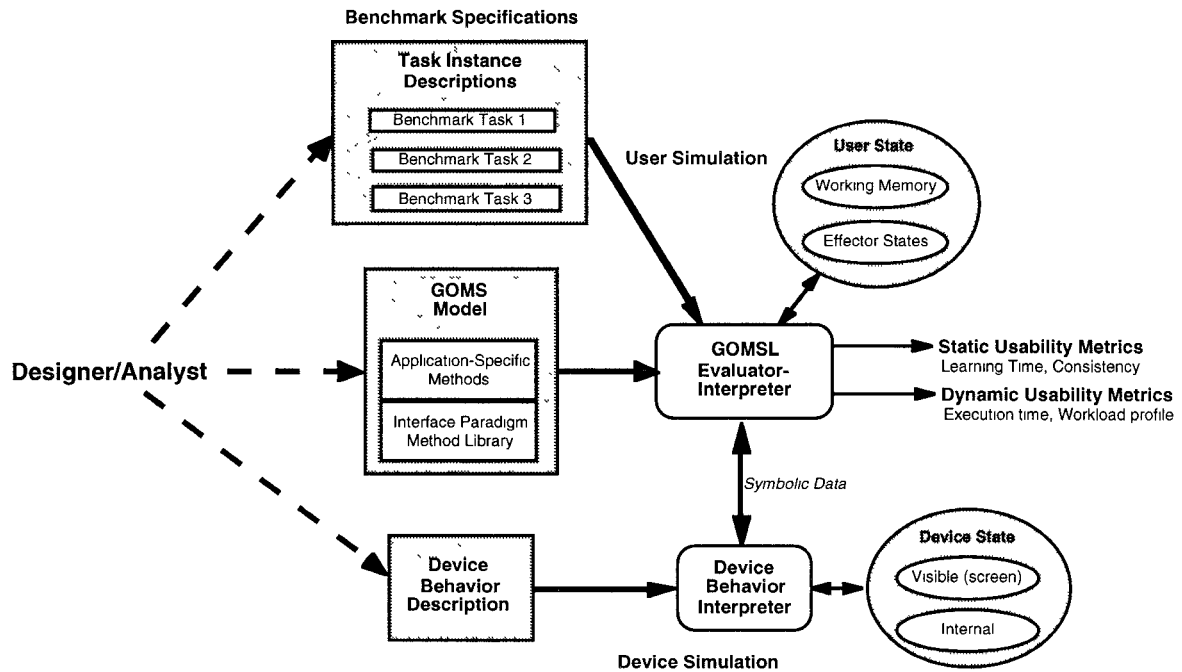 Benchmark Specifications
Task Instance
Descriptions
Benchmark Task 1
Benchmark Task 2
Benchmark Task 3
User Simulation
User State
Working Memory
Effector States
GOMS
Model
Application-Specific
Methods
Interface Paradigm
Method Library
Designer/Analyst
GOMSL
Evaluator-
Interpreter
Static Usability Metrics
Learning Time, Consistency
Dynamic Usability Metrics
Execution time, Workload profile
Symbolic Data
Device
Behavior
Description
Device
Behavior
Interpreter
Device State
Visible (screen)
Internal
Device Simulation